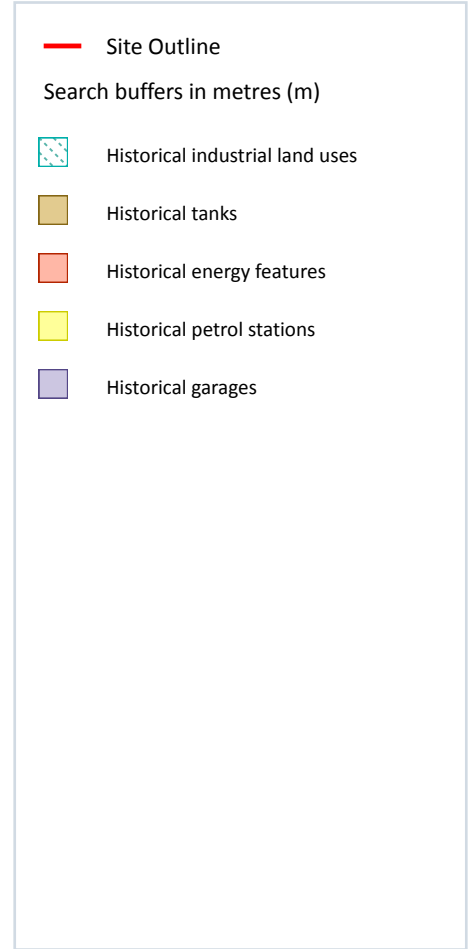 Site Outline
Search buffers in metres (m)
Historical industrial land uses
Historical tanks
Historical energy features
Historical petrol stations
Historical garages